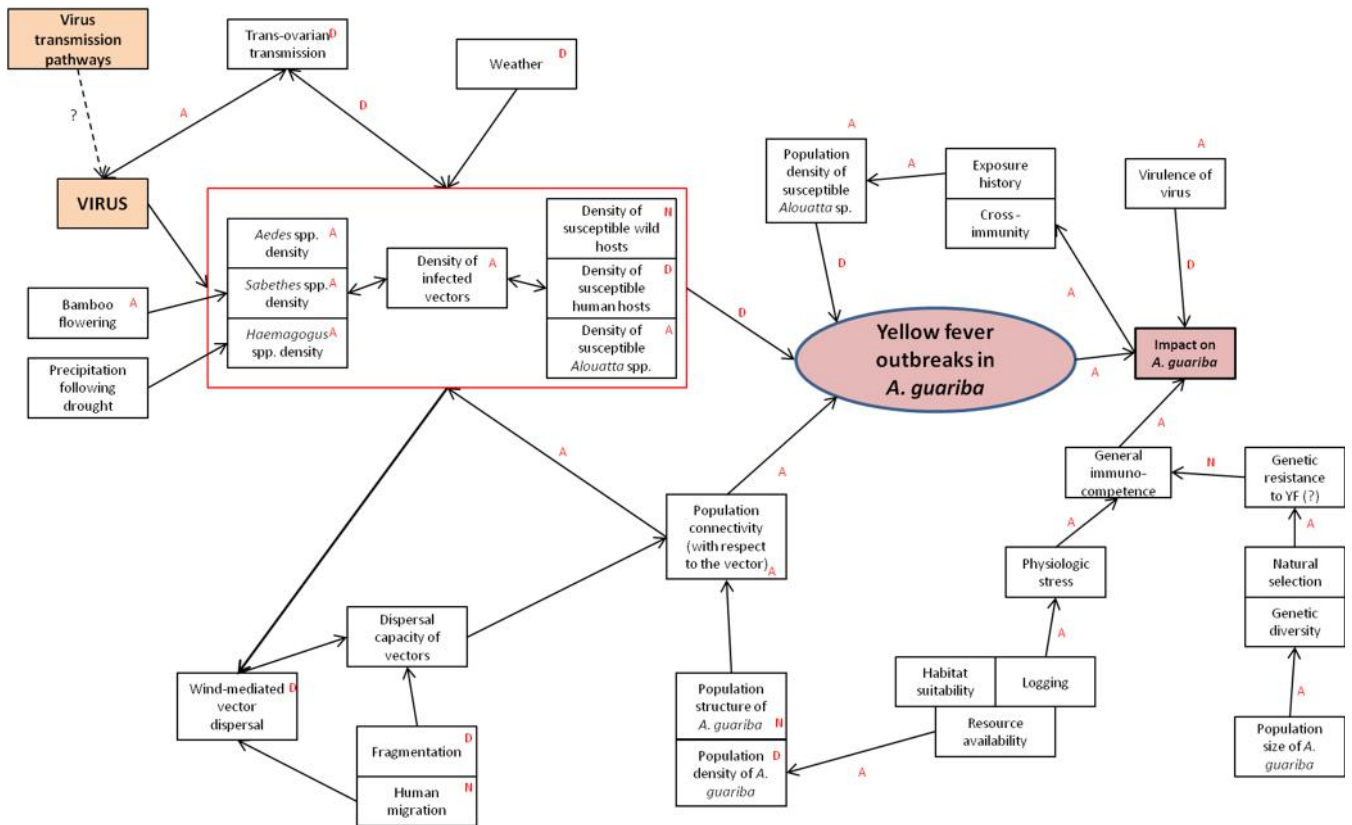 Virus
transmission
pathways
?
Trans-ovarian D
transmission
Weather D
A
D
VIRUS
Aedes spp. A
density
Sabethes spp. A
density
Haemagogus A
spp. density
Density of A
infected
vectors
Density of N
susceptible wild
hosts
Density of D
susceptible
human hosts
Density of A
susceptible
Alouatta spp.
Bamboo A
flowering
Precipitation
following
drought
D
A
Population
density of
susceptible
Alouatta sp.
A
Exposure
history
Cross -
immunity
A
Virulence of
virus
D
D
A
Yellow fever
outbreaks in
A. guariba
A
Impact on
A. guariba
A
A
A
Population
connectivity
(with respect
to the vector)
A
General
immuno-
competence
N
Genetic
resistance
to YF (?)
A
A
Physiologic
stress
Natural
selection
Genetic
diversity
A
Dispersal
capacity of
vectors
Wind-mediated D
vector
dispersal
Fragmentation D
Human N
migration
Population
structure of
A. guariba N
Population D
density of A.
guariba
A
Habitat
suitability
Logging
Resource
availability
A
Population
size of A.
guariba